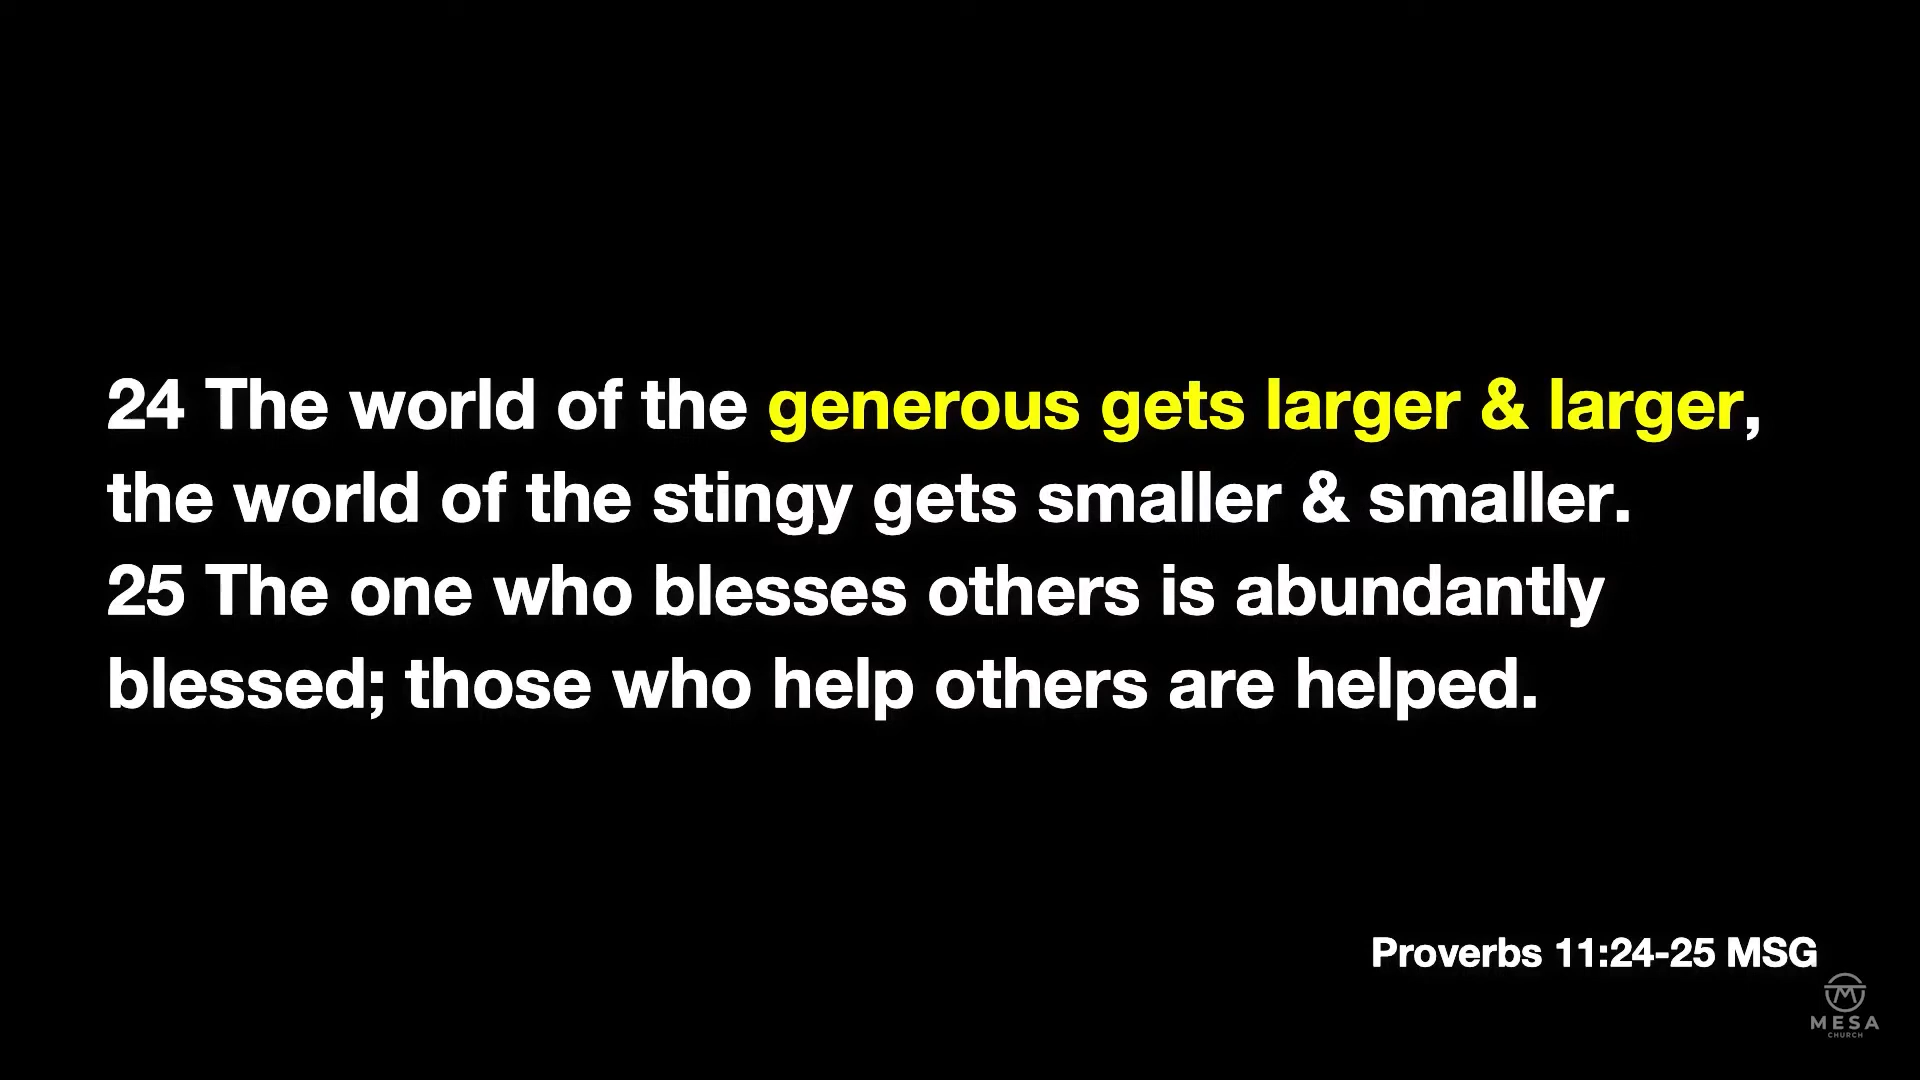 24 The world of the generous gets larger & larger,
the world of the stingy gets smaller & smaller.
25 The one who blesses others is abundantly
blessed; those who help others are helped.
Proverbs 11:24-25 MSG
MESA
CHURCH